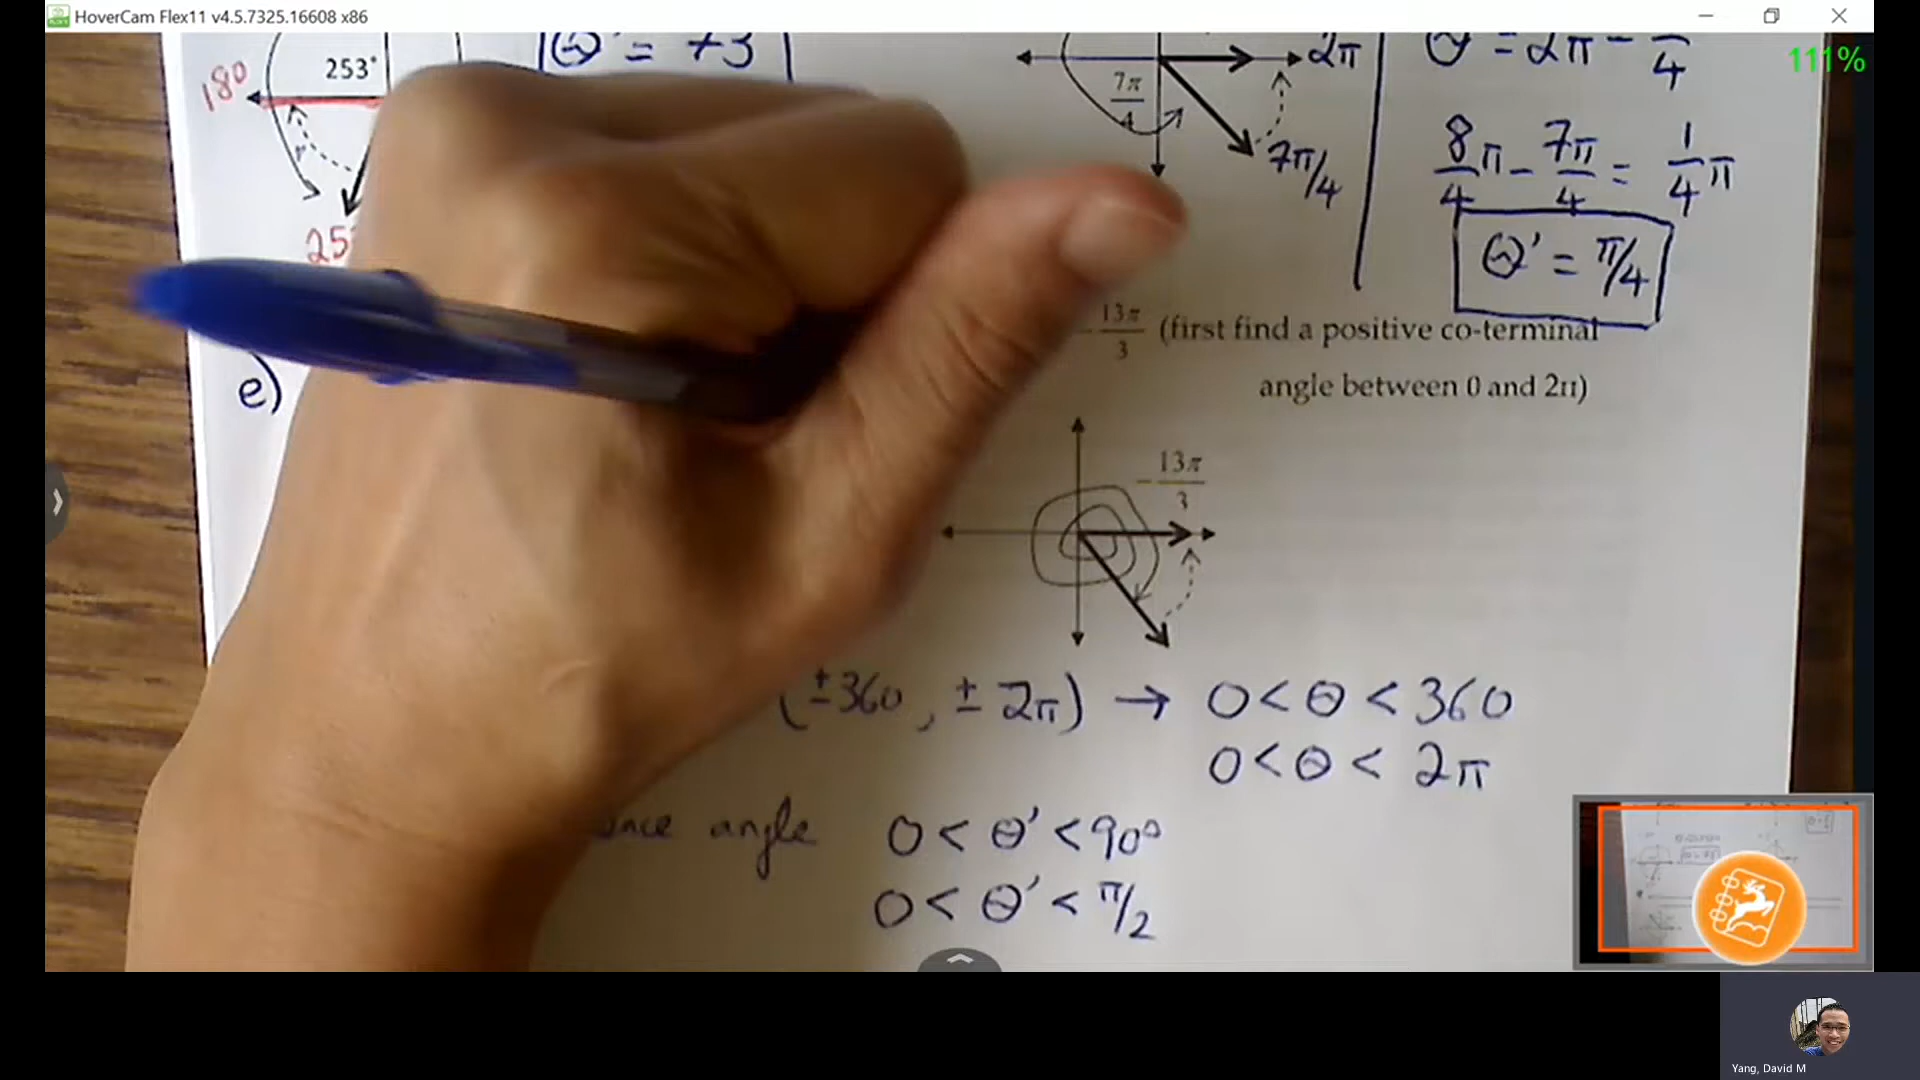 HoverCam Flex11 v4.5.7325.16608 x86
111%
253°
180
Θ' = 73
7π
4
2π
7π/4
Θ' = 2π -
4
8/4 π - 7π/4 = 1/4 π
Θ' = π/4
e)
- 13π/3 (first find a positive co-terminal
angle between 0 and 2π)
- 13π/3
(±360, ±2π) → 0 < Θ < 360
0 < Θ < 2π
angle 0 < Θ' < 90°
0 < Θ' < π/2
Yang, David M